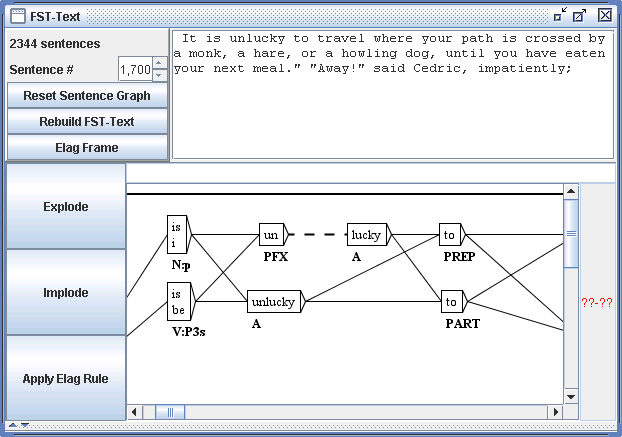 FST-Text
2344 sentences
Sentence #
1,700
Reset Sentence Graph
Rebuild FST-Text
Elag Frame
It is unlucky to travel where your path is crossed by
a monk, a hare, or a howling dog, until you have eaten
your next meal." "Away!" said Cedric, impatiently;
Explode
Implode
Apply Elag Rule
is
i
N:p
un
PFX
lucky
A
to
PREP
is
be
V:P3s
unlucky
A
to
PART
??-??